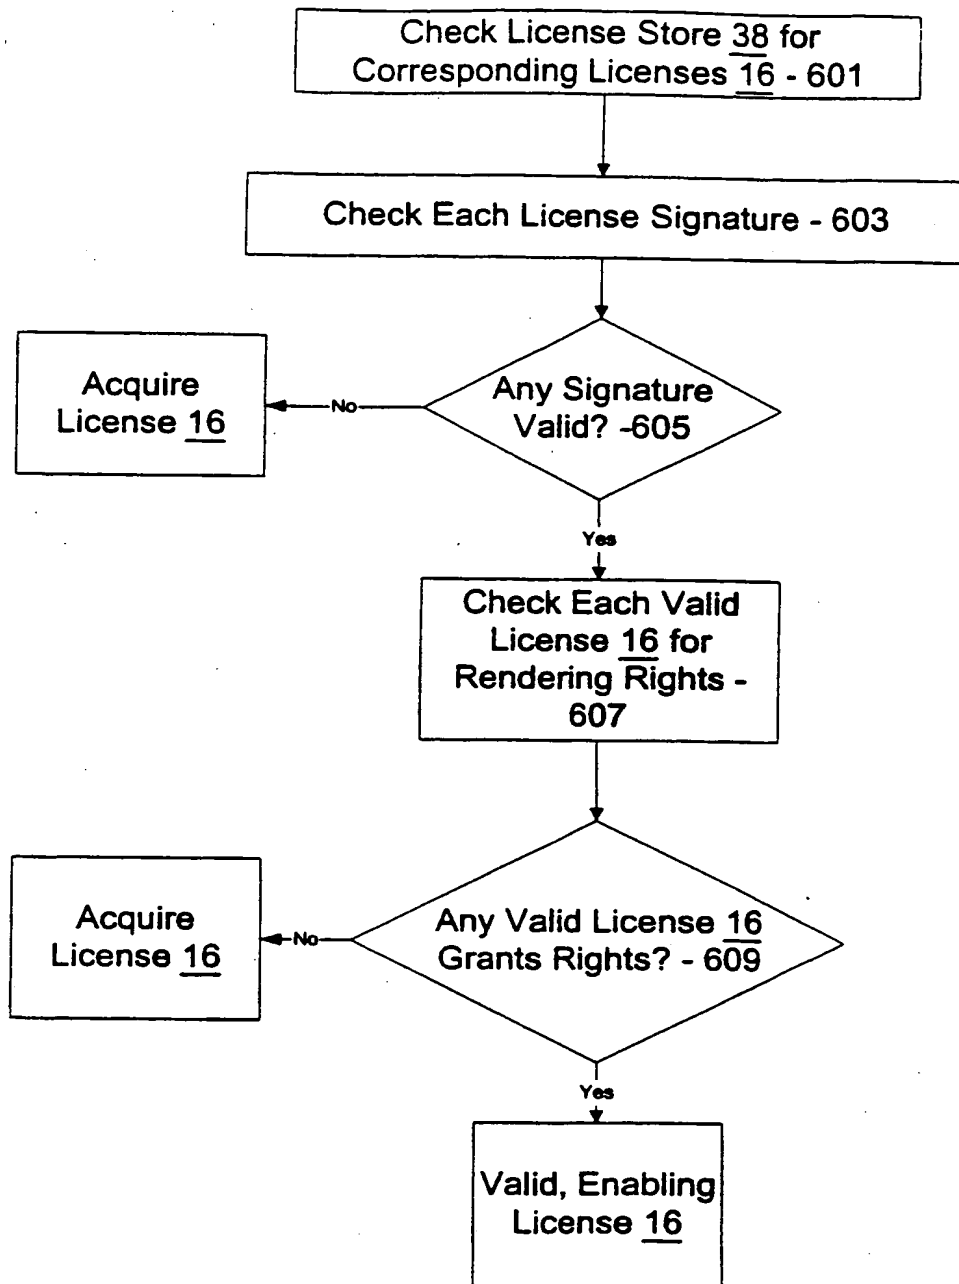 Check License Store 38 for
Corresponding Licenses 16 - 601
Check Each License Signature - 603
Any Signature
Valid? -605
No
Acquire
License 16
Yes
Check Each Valid
License 16 for
Rendering Rights -
607
Any Valid License 16
Grants Rights? - 609
No
Acquire
License 16
Yes
Valid, Enabling
License 16